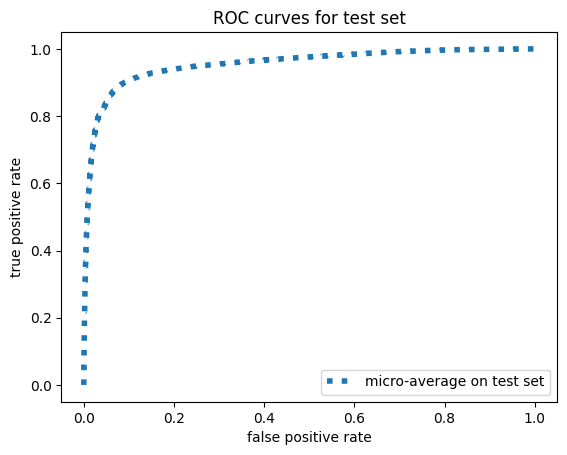 ROC curves for test set
1.0
0.8
0.6
0.4
0.2
0.0
true positive rate
micro-average on test set
0.0 0.2 0.4 0.6 0.8 1.0
false positive rate